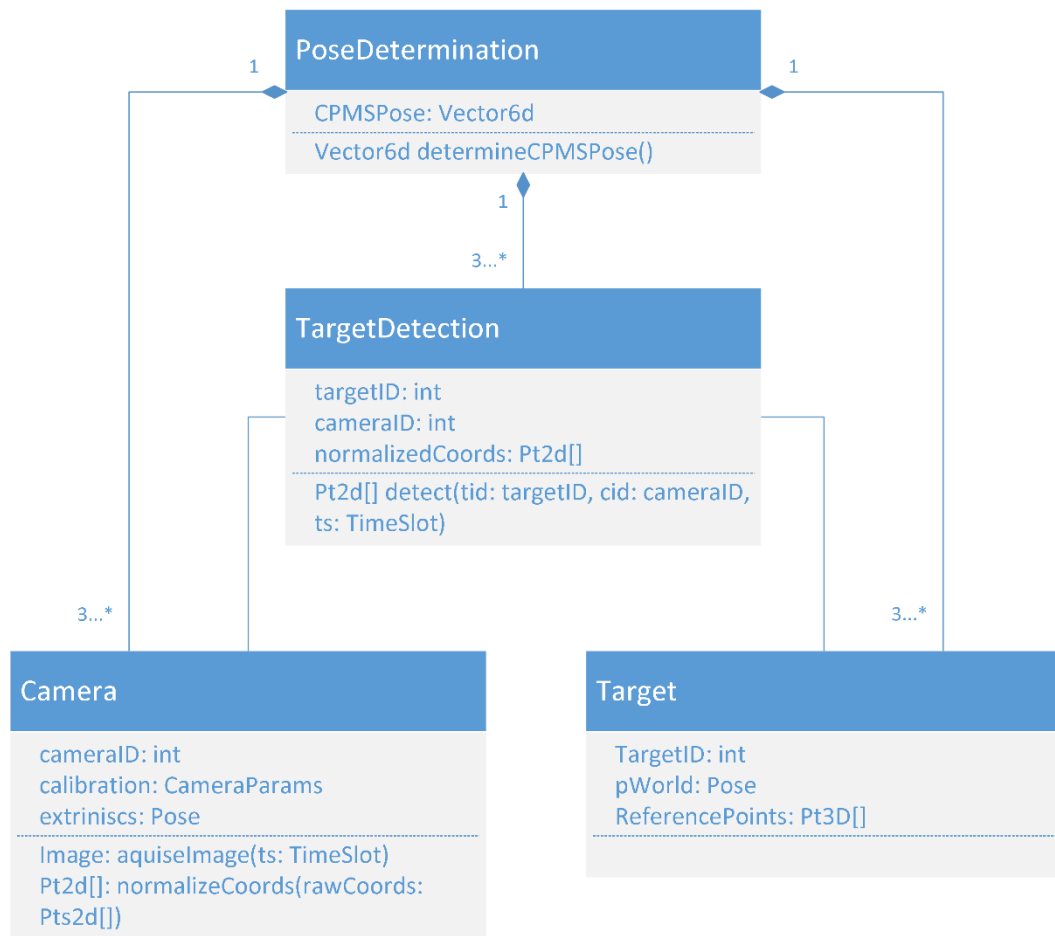 PoseDetermination
1
1
CPMSPose: Vector6d
Vector6d determineCPMSPose()
1
3...*
TargetDetection
targetID: int
cameraID: int
normalizedCoords: Pt2d[]
Pt2d[] detect(tid: targetID, cid: cameraID,
ts: TimeSlot)
3...*
3...*
Camera
cameraID: int
calibration: CameraParams
extriniscs: Pose
Image: aquiseImage(ts: TimeSlot)
Pt2d[]: normalizeCoords(rawCoords:
Pts2d[])
Target
TargetID: int
pWorld: Pose
ReferencePoints: Pt3D[]